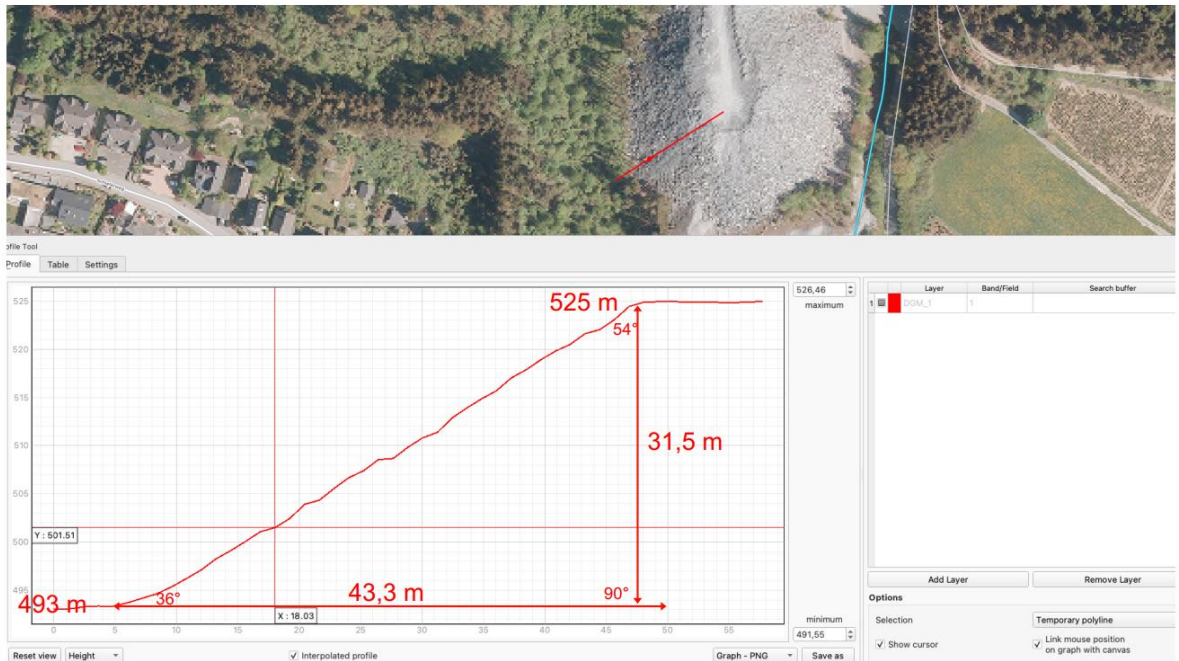 ofile Tool
Profile Table Settings
526,46
maximum
525 m
54°
31,5 m
Y : 501.51
493 m
36°
43,3 m
90°
X : 18.03
525
520
515
510
505
500
495
0 5 10 15 20 25 30 35 40 45 50 55
minimum
491,55
Reset view Height Interpolated profile Graph - PNG Save as
Layer Band/Field Search buffer
1 DGM_1 1
Add Layer Remove Layer
Options
Selection Temporary polyline
Show cursor Link mouse position
on graph with canvas